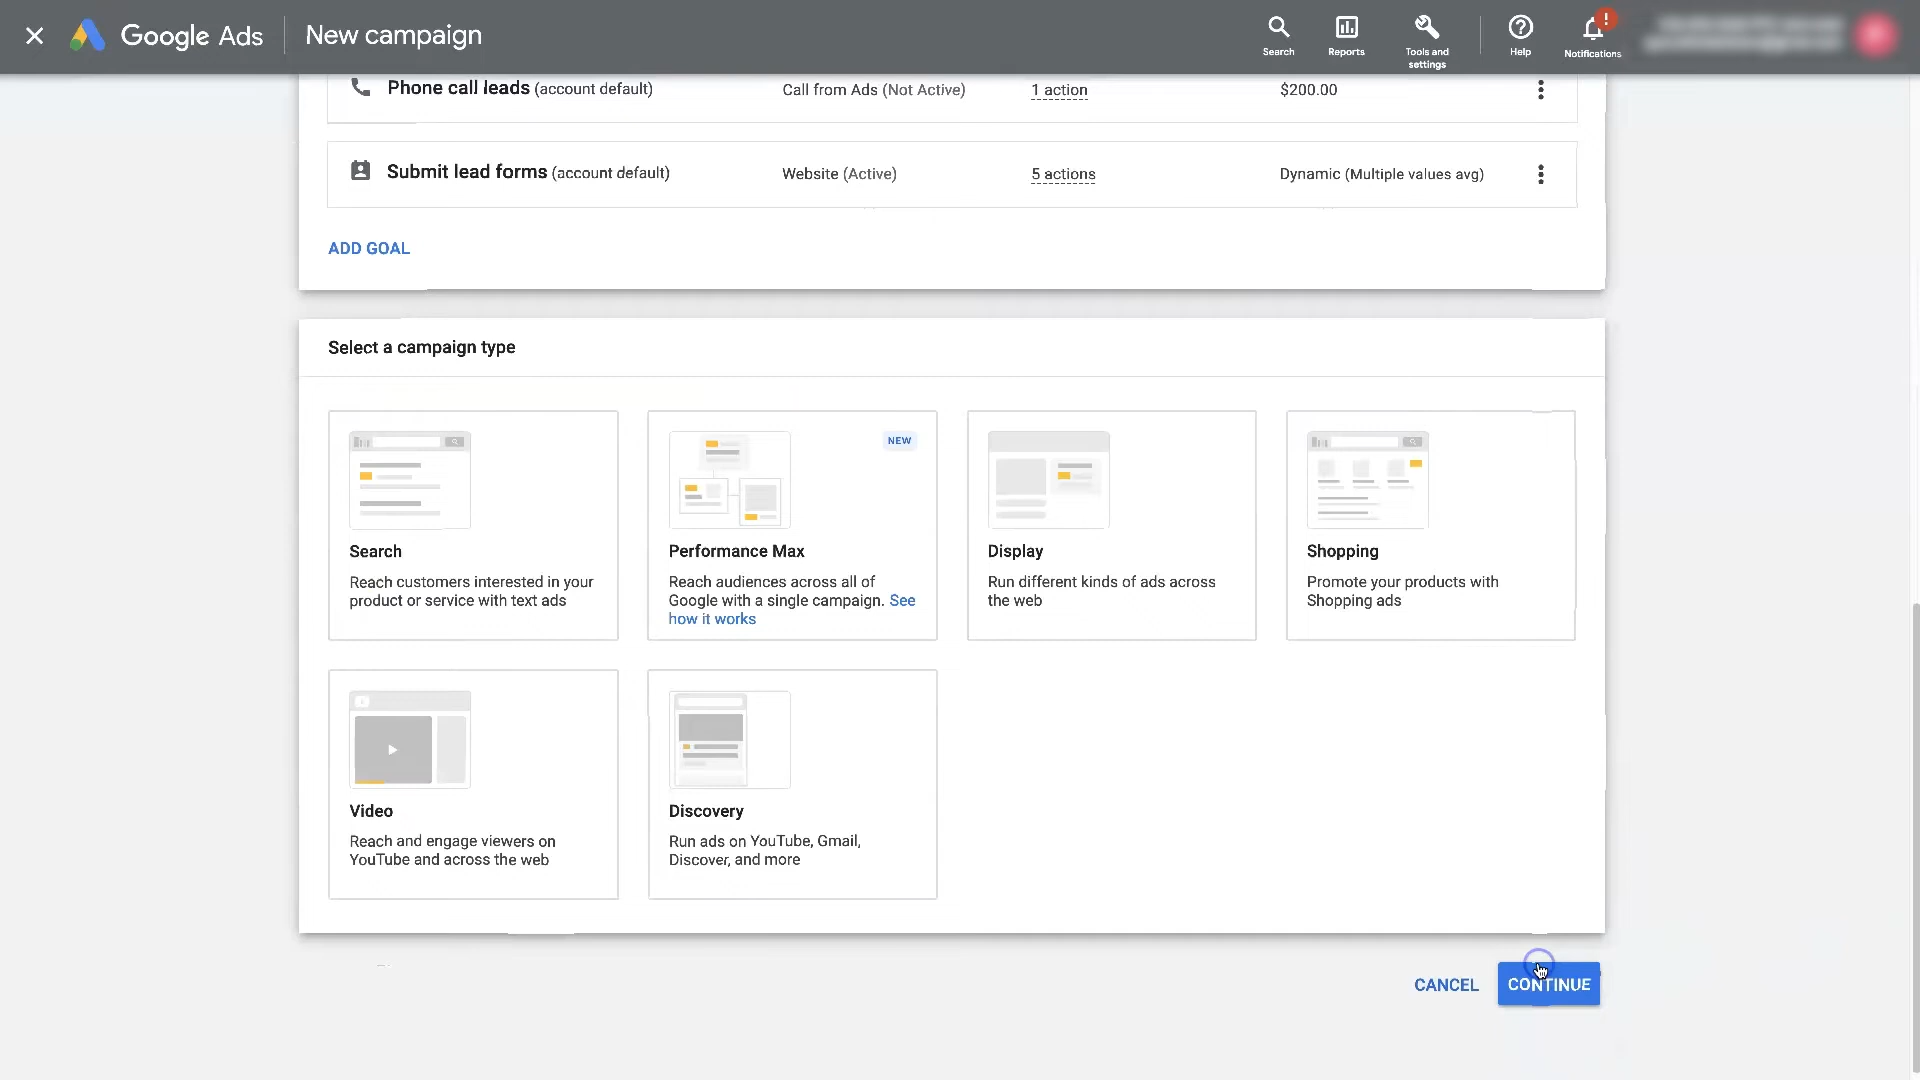 Google Ads
New campaign
Search
Reports
Tools and
settings
Help
!
Notifications
Phone call leads (account default)
Call from Ads (Not Active)
1 action
$200.00
Submit lead forms (account default)
Website (Active)
5 actions
Dynamic (Multiple values avg)
ADD GOAL
Select a campaign type
Search
Reach customers interested in your
product or service with text ads
NEW
Performance Max
Reach audiences across all of
Google with a single campaign. See
how it works
Display
Run different kinds of ads across
the web
Shopping
Promote your products with
Shopping ads
Video
Reach and engage viewers on
YouTube and across the web
Discovery
Run ads on YouTube, Gmail,
Discover, and more
CANCEL
CONTINUE